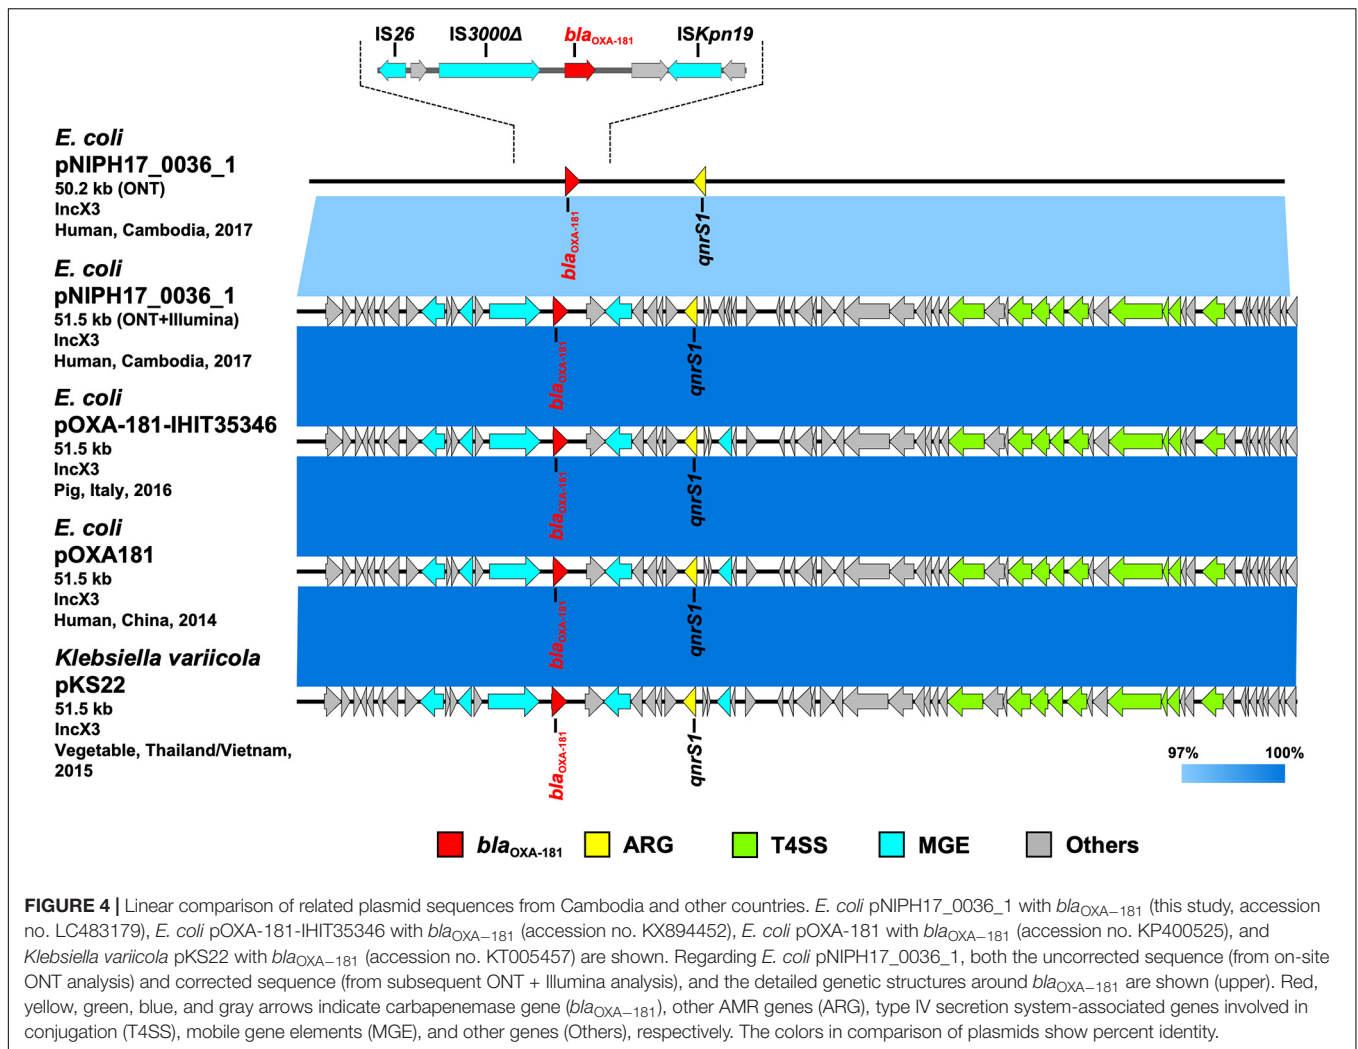 IS26 IS3000Δ blaOXA-181 ISKpn19
E. coli
pNIPH17_0036_1
50.2 kb (ONT)
IncX3
Human, Cambodia, 2017
blaOXA-181
qnrS1
E. coli
pNIPH17_0036_1
51.5 kb (ONT+Illumina)
IncX3
Human, Cambodia, 2017
blaOXA-181
qnrS1
E. coli
pOXA-181-IHIT35346
51.5 kb
IncX3
Pig, Italy, 2016
blaOXA-181
qnrS1
E. coli
pOXA181
51.5 kb
IncX3
Human, China, 2014
blaOXA-181
qnrS1
Klebsiella variicola
pKS22
51.5 kb
IncX3
Vegetable, Thailand/Vietnam,
2015
blaOXA-181
qnrS1
97% 100%
blaOXA-181 ARG T4SS MGE Others
FIGURE 4 | Linear comparison of related plasmid sequences from Cambodia and other countries. E. coli pNIPH17_0036_1 with blaOXA−181 (this study, accession
no. LC483179), E. coli pOXA-181-IHIT35346 with blaOXA−181 (accession no. KX894452), E. coli pOXA-181 with blaOXA−181 (accession no. KP400525), and
Klebsiella variicola pKS22 with blaOXA−181 (accession no. KT005457) are shown. Regarding E. coli pNIPH17_0036_1, both the uncorrected sequence (from on-site
ONT analysis) and corrected sequence (from subsequent ONT + Illumina analysis), and the detailed genetic structures around blaOXA−181 are shown (upper). Red,
yellow, green, blue, and gray arrows indicate carbapenemase gene (blaOXA−181), other AMR genes (ARG), type IV secretion system-associated genes involved in
conjugation (T4SS), mobile gene elements (MGE), and other genes (Others), respectively. The colors in comparison of plasmids show percent identity.